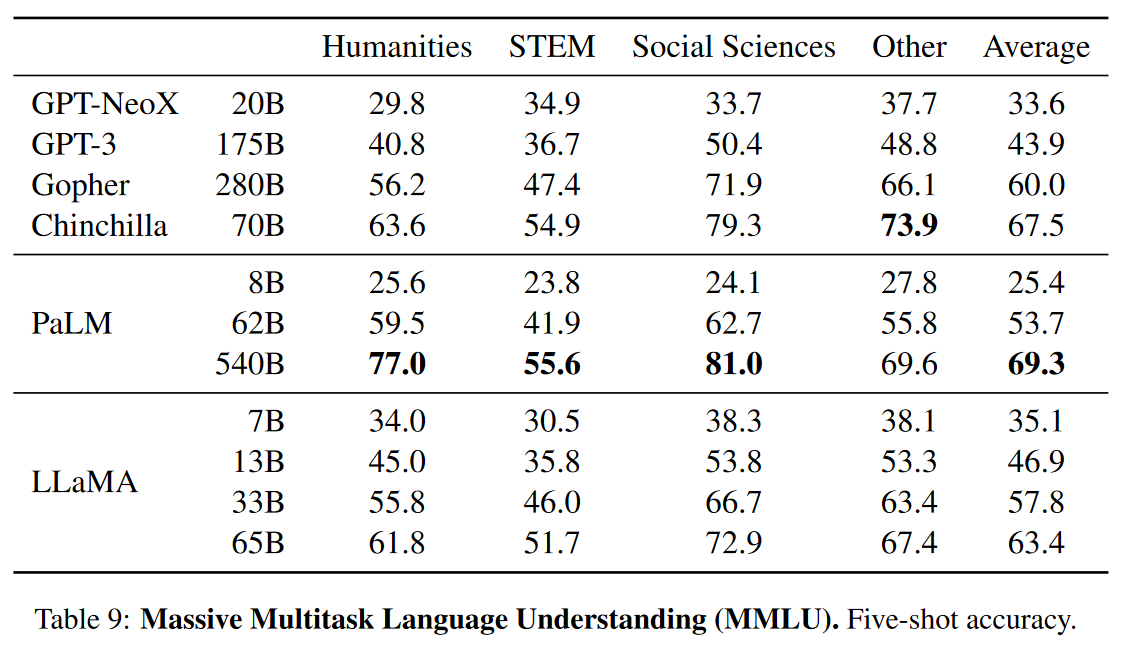 Humanities STEM Social Sciences Other Average
GPT-NeoX 20B 29.8 34.9 33.7 37.7 33.6
GPT-3 175B 40.8 36.7 50.4 48.8 43.9
Gopher 280B 56.2 47.4 71.9 66.1 60.0
Chinchilla 70B 63.6 54.9 79.3 73.9 67.5
8B 25.6 23.8 24.1 27.8 25.4
PaLM 62B 59.5 41.9 62.7 55.8 53.7
540B 77.0 55.6 81.0 69.6 69.3
7B 34.0 30.5 38.3 38.1 35.1
LLaMA 13B 45.0 35.8 53.8 53.3 46.9
33B 55.8 46.0 66.7 63.4 57.8
65B 61.8 51.7 72.9 67.4 63.4
Table 9: Massive Multitask Language Understanding (MMLU). Five-shot accuracy.